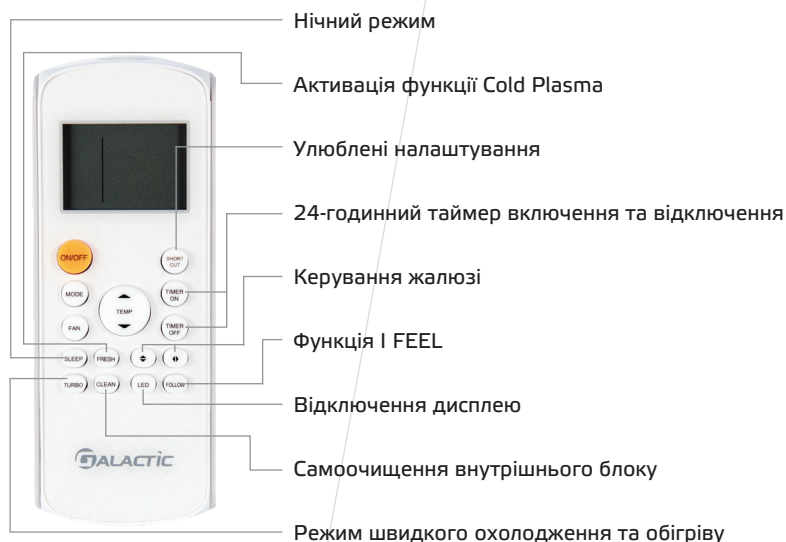 Нічний режим
Активація функції Cold Plasma
Улюблені налаштування
24-годинний таймер включення та відключення
Керування жалюзі
Функція I FEEL
Відключення дисплею
Самоочищення внутрішнього блоку
Режим швидкого охолодження та обігріву
ON/OFF
SHORT
CUT
MODE
TEMP
TIMER
ON
FAN
TIMER
OFF
SLEEP
FRESH
TURBO
CLEAN
LED
FOLLOW
GALACTIC